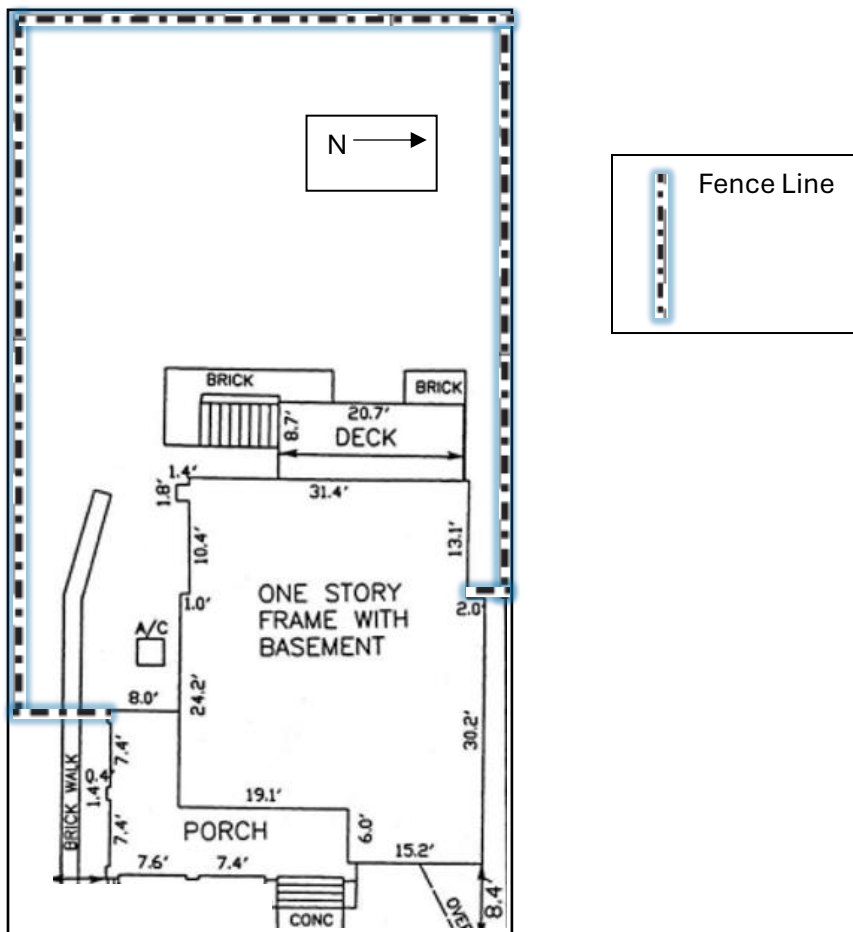 N
Fence Line
BRICK
BRICK
20.7'
8.7'
DECK
1.4'
1.8'
31.4'
10.4'
13.1'
ONE STORY
FRAME WITH
BASEMENT
1.0'
2.0'
A/C
8.0'
24.2'
30.2'
7.4'
0.4'
1.4'
BRICK WALK
19.1'
PORCH
7.4'
6.0'
15.2'
7.6'
7.4'
8.4'
CONC